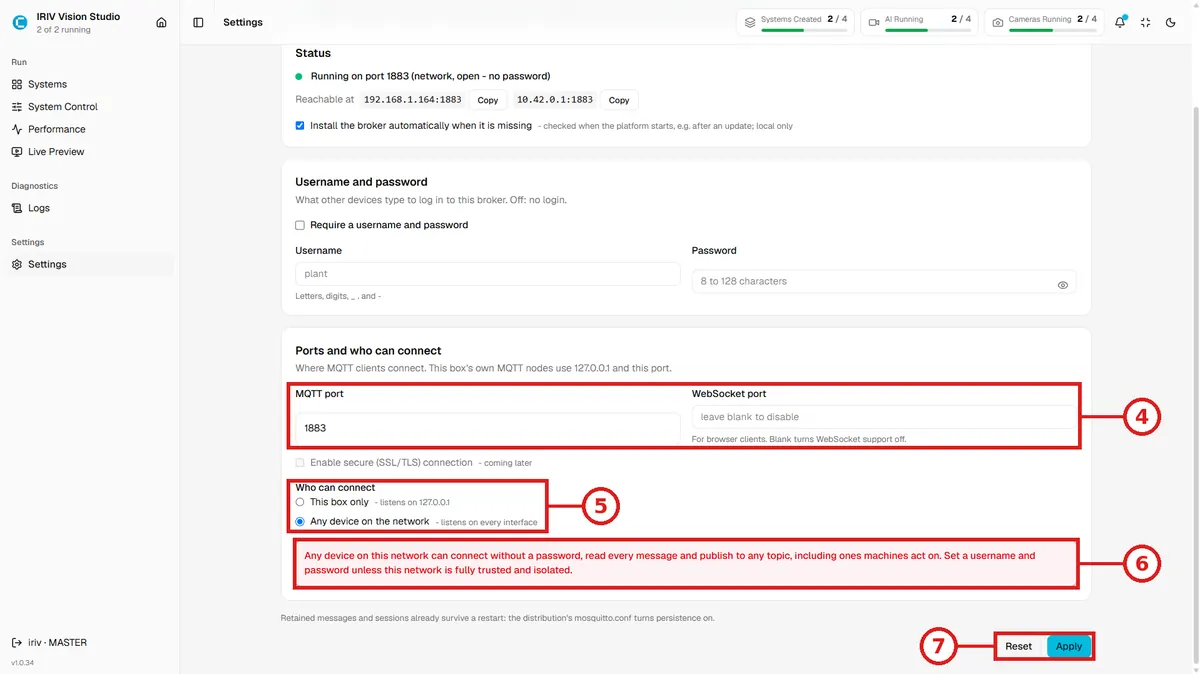 IRIV Vision Studio
2 of 2 running
Settings
Systems Created 2 / 4
AI Running 2 / 4
Cameras Running 2 / 4
Run
Systems
System Control
Performance
Live Preview
Diagnostics
Logs
Settings
Settings
iriv · MASTER
v1.0.34
Status
Running on port 1883 (network, open - no password)
Reachable at 192.168.1.164:1883 Copy 10.42.0.1:1883 Copy
Install the broker automatically when it is missing - checked when the platform starts, e.g. after an update; local only
Username and password
What other devices type to log in to this broker. Off: no login.
Require a username and password
Username
plant
Letters, digits, _ . and -
Password
8 to 128 characters
Ports and who can connect
Where MQTT clients connect. This box's own MQTT nodes use 127.0.0.1 and this port.
MQTT port
1883
WebSocket port
leave blank to disable
For browser clients. Blank turns WebSocket support off.
4
Enable secure (SSL/TLS) connection - coming later
Who can connect
This box only - listens on 127.0.0.1
Any device on the network - listens on every interface
5
Any device on this network can connect without a password, read every message and publish to any topic, including ones machines act on. Set a username and
password unless this network is fully trusted and isolated.
6
Retained messages and sessions already survive a restart: the distribution's mosquitto.conf turns persistence on.
7
Reset Apply